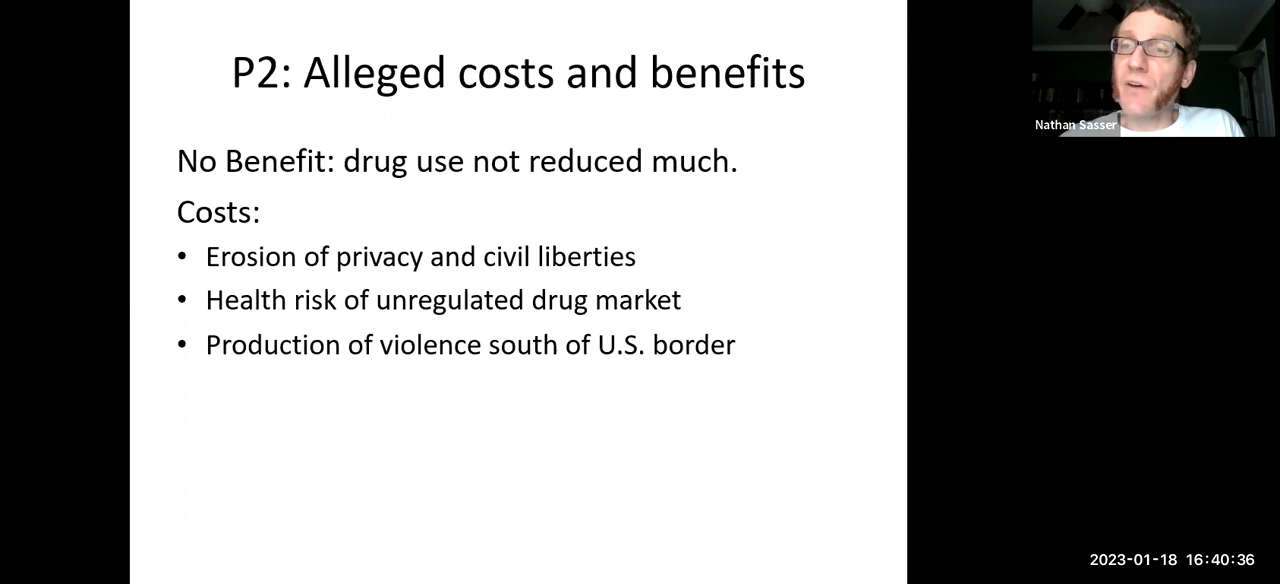 P2: Alleged costs and benefits
No Benefit: drug use not reduced much.
Costs:
• Erosion of privacy and civil liberties
• Health risk of unregulated drug market
• Production of violence south of U.S. border
Nathan Sasser
2023-01-18 16:40:36